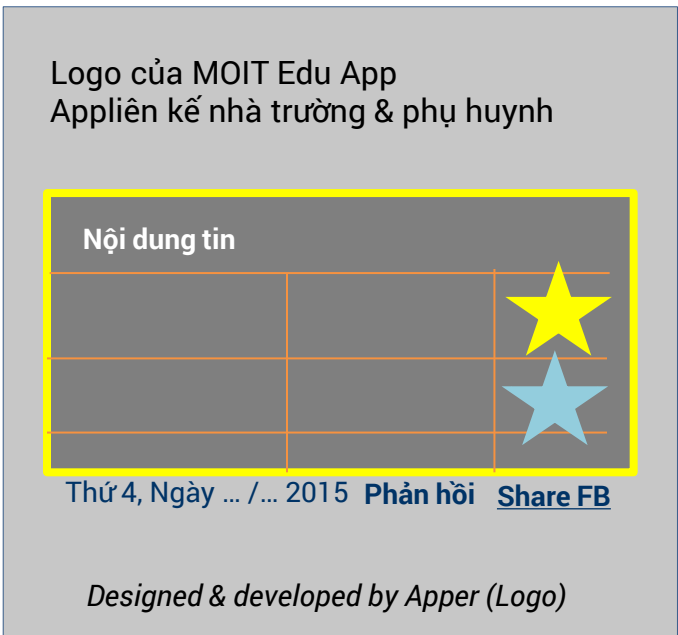 Logo của MOIT Edu App
Appliên kế nhà trường & phụ huynh
Nội dung tin
Thứ 4, Ngày … /… 2015 Phản hồi Share FB
Designed & developed by Apper (Logo)